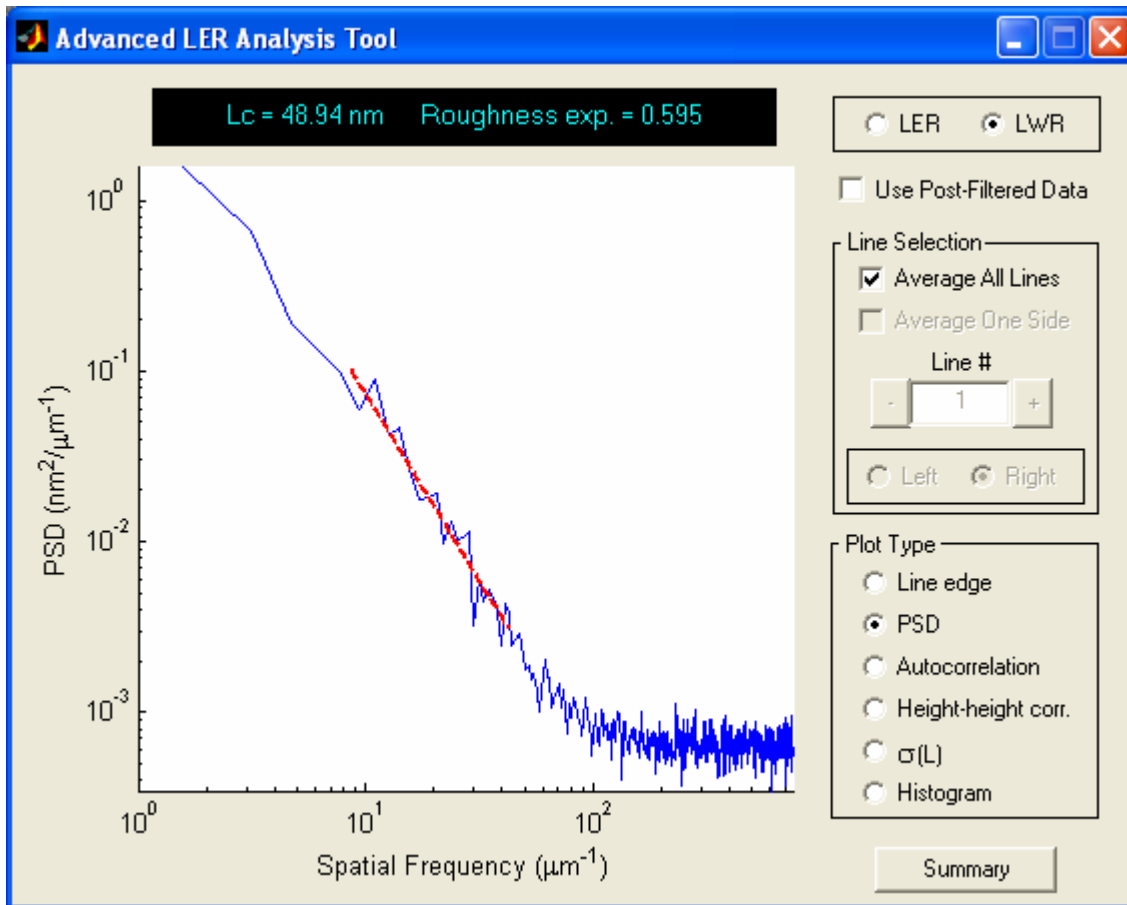 Advanced LER Analysis Tool
Lc = 48.94 nm Roughness exp. = 0.595
LER LWR
Use Post-Filtered Data
Line Selection
Average All Lines
Average One Side
Line #
- 1 +
Left Right
Plot Type
Line edge
PSD
Autocorrelation
Height-height corr.
σ(L)
Histogram
Summary
PSD (nm²/μm⁻¹)
10⁰
10⁻¹
10⁻²
10⁻³
10⁰ 10¹ 10²
Spatial Frequency (μm⁻¹)